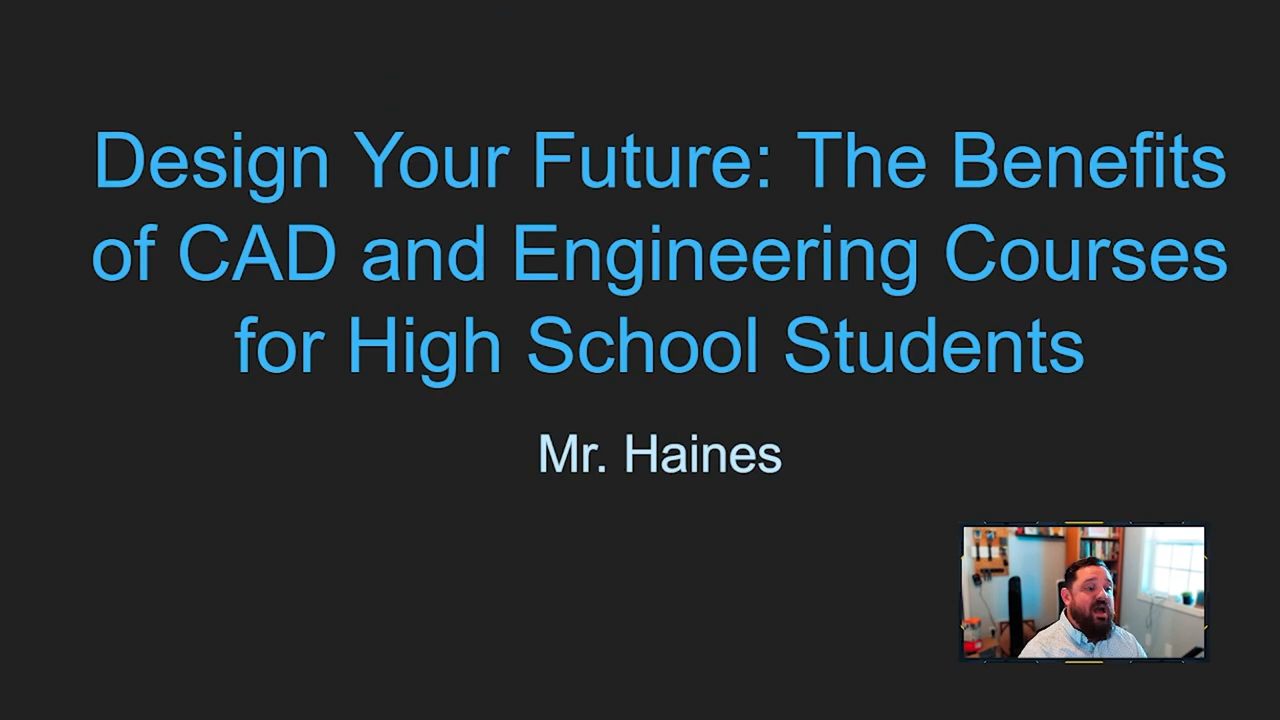 Design Your Future: The Benefits
of CAD and Engineering Courses
for High School Students
Mr. Haines